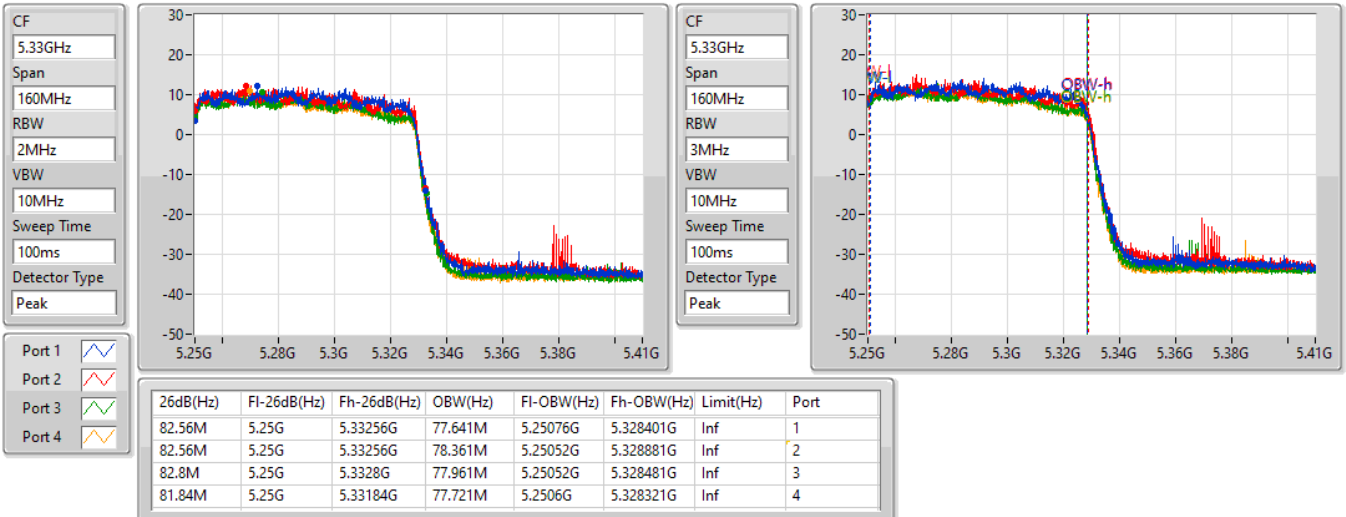 CF
5.33GHz
Span
160MHz
RBW
2MHz
VBW
10MHz
Sweep Time
100ms
Detector Type
Peak
30
20
10
0
-10
-20
-30
-40
-50
5.25G 5.28G 5.3G 5.32G 5.34G 5.36G 5.38G 5.41G
CF
5.33GHz
Span
160MHz
RBW
3MHz
VBW
10MHz
Sweep Time
100ms
Detector Type
Peak
30
20
10
0
-10
-20
-30
-40
-50
OBW-h
5.25G 5.28G 5.3G 5.32G 5.34G 5.36G 5.38G 5.41G
Port 1
Port 2
Port 3
Port 4
26dB(Hz) Fl-26dB(Hz) Fh-26dB(Hz) OBW(Hz) Fl-OBW(Hz) Fh-OBW(Hz) Limit(Hz) Port
82.56M 5.25G 5.33256G 77.641M 5.25076G 5.328401G Inf 1
82.56M 5.25G 5.33256G 78.361M 5.25052G 5.328881G Inf 2
82.8M 5.25G 5.3328G 77.961M 5.25052G 5.328481G Inf 3
81.84M 5.25G 5.33184G 77.721M 5.2506G 5.328321G Inf 4